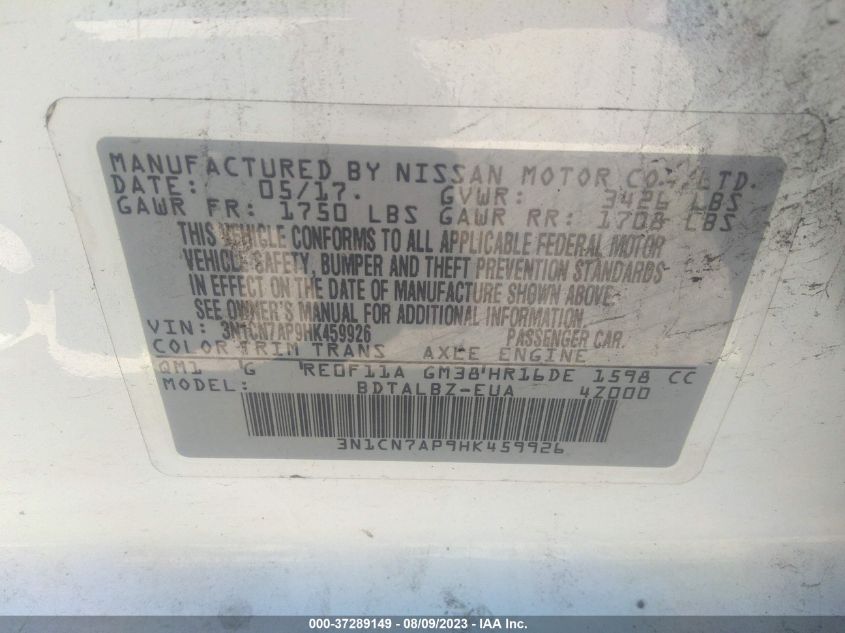 MANUFACTURED BY NISSAN MOTOR CO., LTD.
DATE: 05/17. GVWR: 3426 LBS
GAWR FR: 1750 LBS GAWR RR: 1708 LBS
THIS VEHICLE CONFORMS TO ALL APPLICABLE FEDERAL MOTOR
VEHICLE SAFETY, BUMPER AND THEFT PREVENTION STANDARDS
IN EFFECT ON THE DATE OF MANUFACTURE SHOWN ABOVE.
SEE OWNER'S MANUAL FOR ADDITIONAL INFORMATION.
VIN: 3N1CN7AP9HK459926 PASSENGER CAR.
COLOR TRIM TRANS AXLE ENGINE
QM1 'G 'RE0F11A GM38'HR16DE 1598 CC
MODEL: BDTALBZ-EUA 4Z000
3N1CN7AP9HK459926
000-37289149 - 08/09/2023 - IAA Inc.